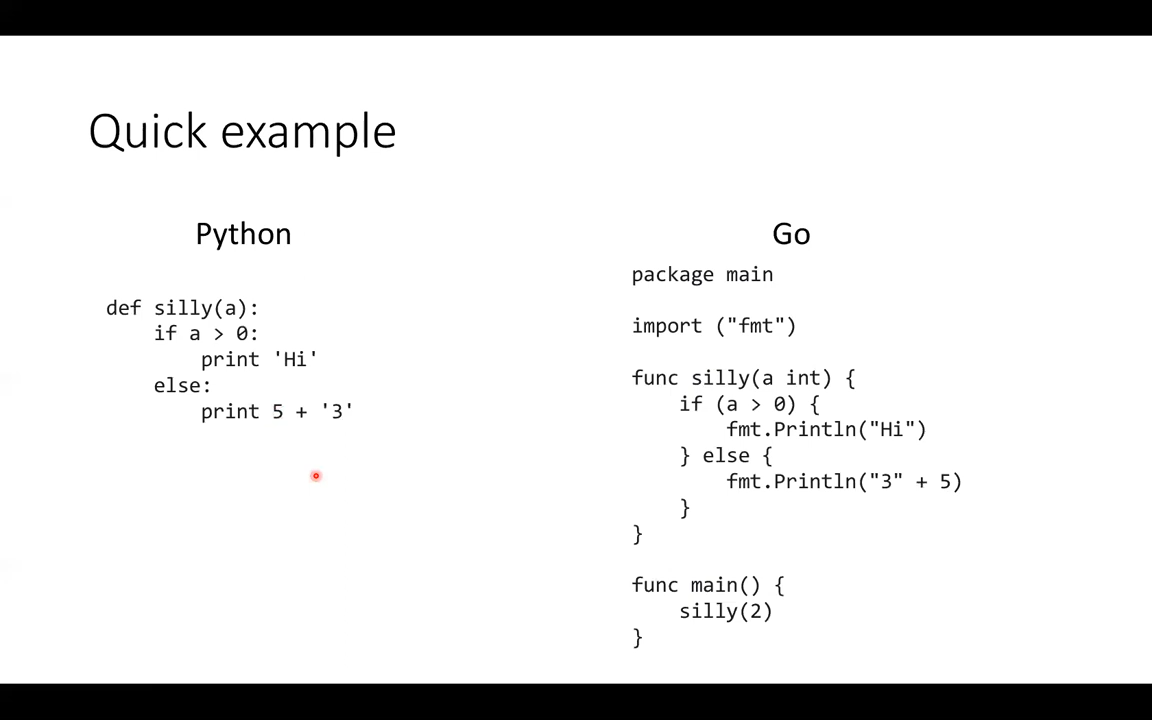 Quick example
Python
def silly(a):
    if a > 0:
        print 'Hi'
    else:
        print 5 + '3'
Go
package main
import ("fmt")
func silly(a int) {
    if (a > 0) {
        fmt.Println("Hi")
    } else {
        fmt.Println("3" + 5)
    }
}
func main() {
    silly(2)
}